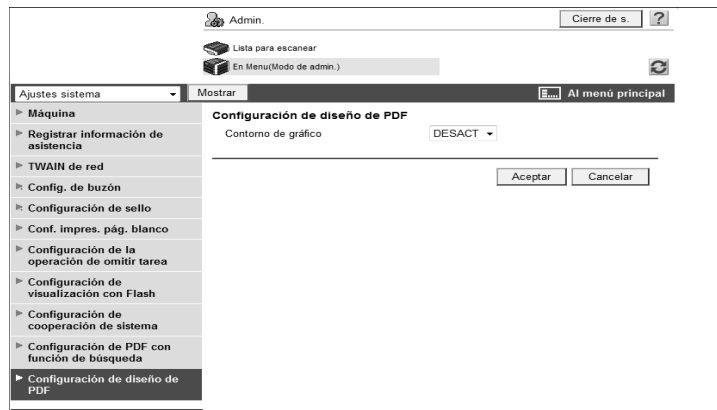 Admin.
Cierre de s.
?
Lista para escanear
En Menu(Modo de admin.)
Ajustes sistema
Mostrar
Al menú principal
Máquina
Registrar información de
asistencia
TWAIN de red
Config. de buzón
Configuración de sello
Conf. impres. pág. blanco
Configuración de la
operación de omitir tarea
Configuración de
visualización con Flash
Configuración de
cooperación de sistema
Configuración de PDF con
función de búsqueda
Configuración de diseño de
PDF
Configuración de diseño de PDF
Contorno de gráfico DESACT
Aceptar Cancelar